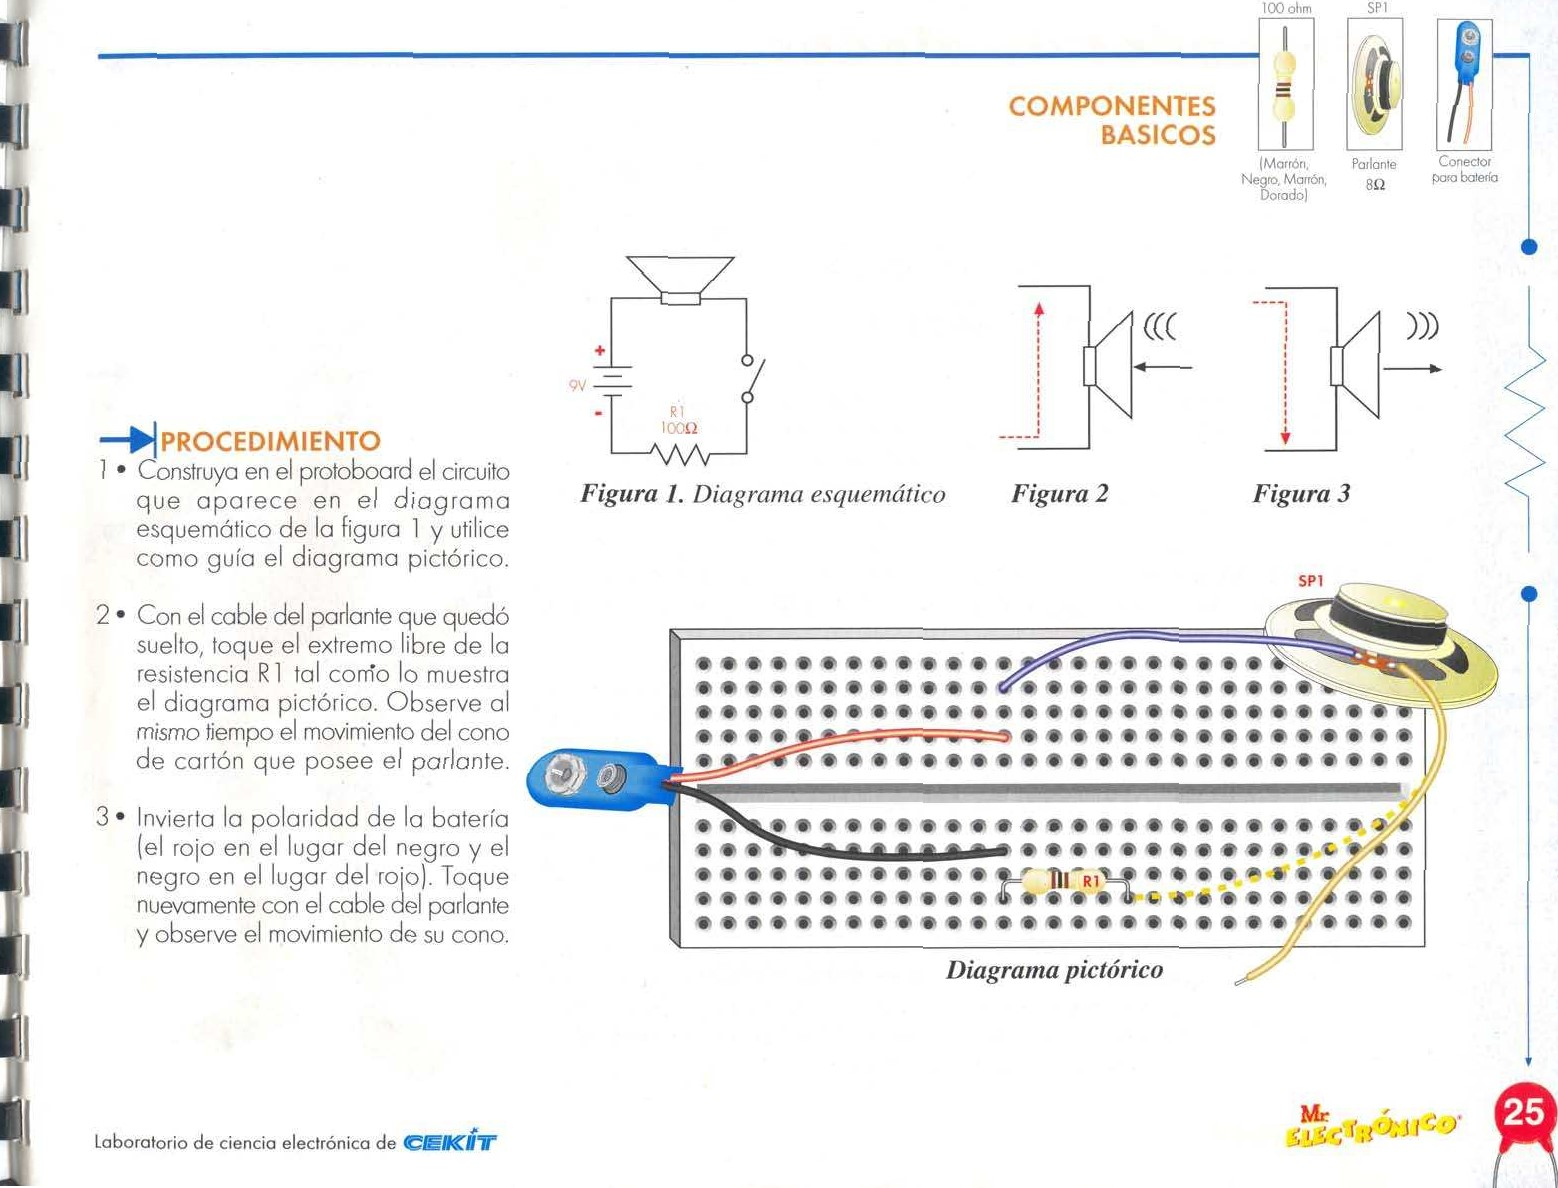 100 ohm
SP1
COMPONENTES
BASICOS
(Marrón,
Negro, Marrón,
Dorado)
Parlante
8Ω
Conector
para batería
+
9V
-
R1
100Ω
Figura 1. Diagrama esquemático
Figura 2
Figura 3
PROCEDIMIENTO
1 • Construya en el protoboard el circuito
que aparece en el diagrama
esquemático de la figura 1 y utilice
como guía el diagrama pictórico.
2 • Con el cable del parlante que quedó
suelto, toque el extremo libre de la
resistencia R1 tal como lo muestra
el diagrama pictórico. Observe al
mismo tiempo el movimiento del cono
de cartón que posee el parlante.
3 • Invierta la polaridad de la batería
(el rojo en el lugar del negro y el
negro en el lugar del rojo). Toque
nuevamente con el cable del parlante
y observe el movimiento de su cono.
SP1
R1
Diagrama pictórico
Laboratorio de ciencia electrónica de CEKIT
Mr.
ELECTRÓNICO
25